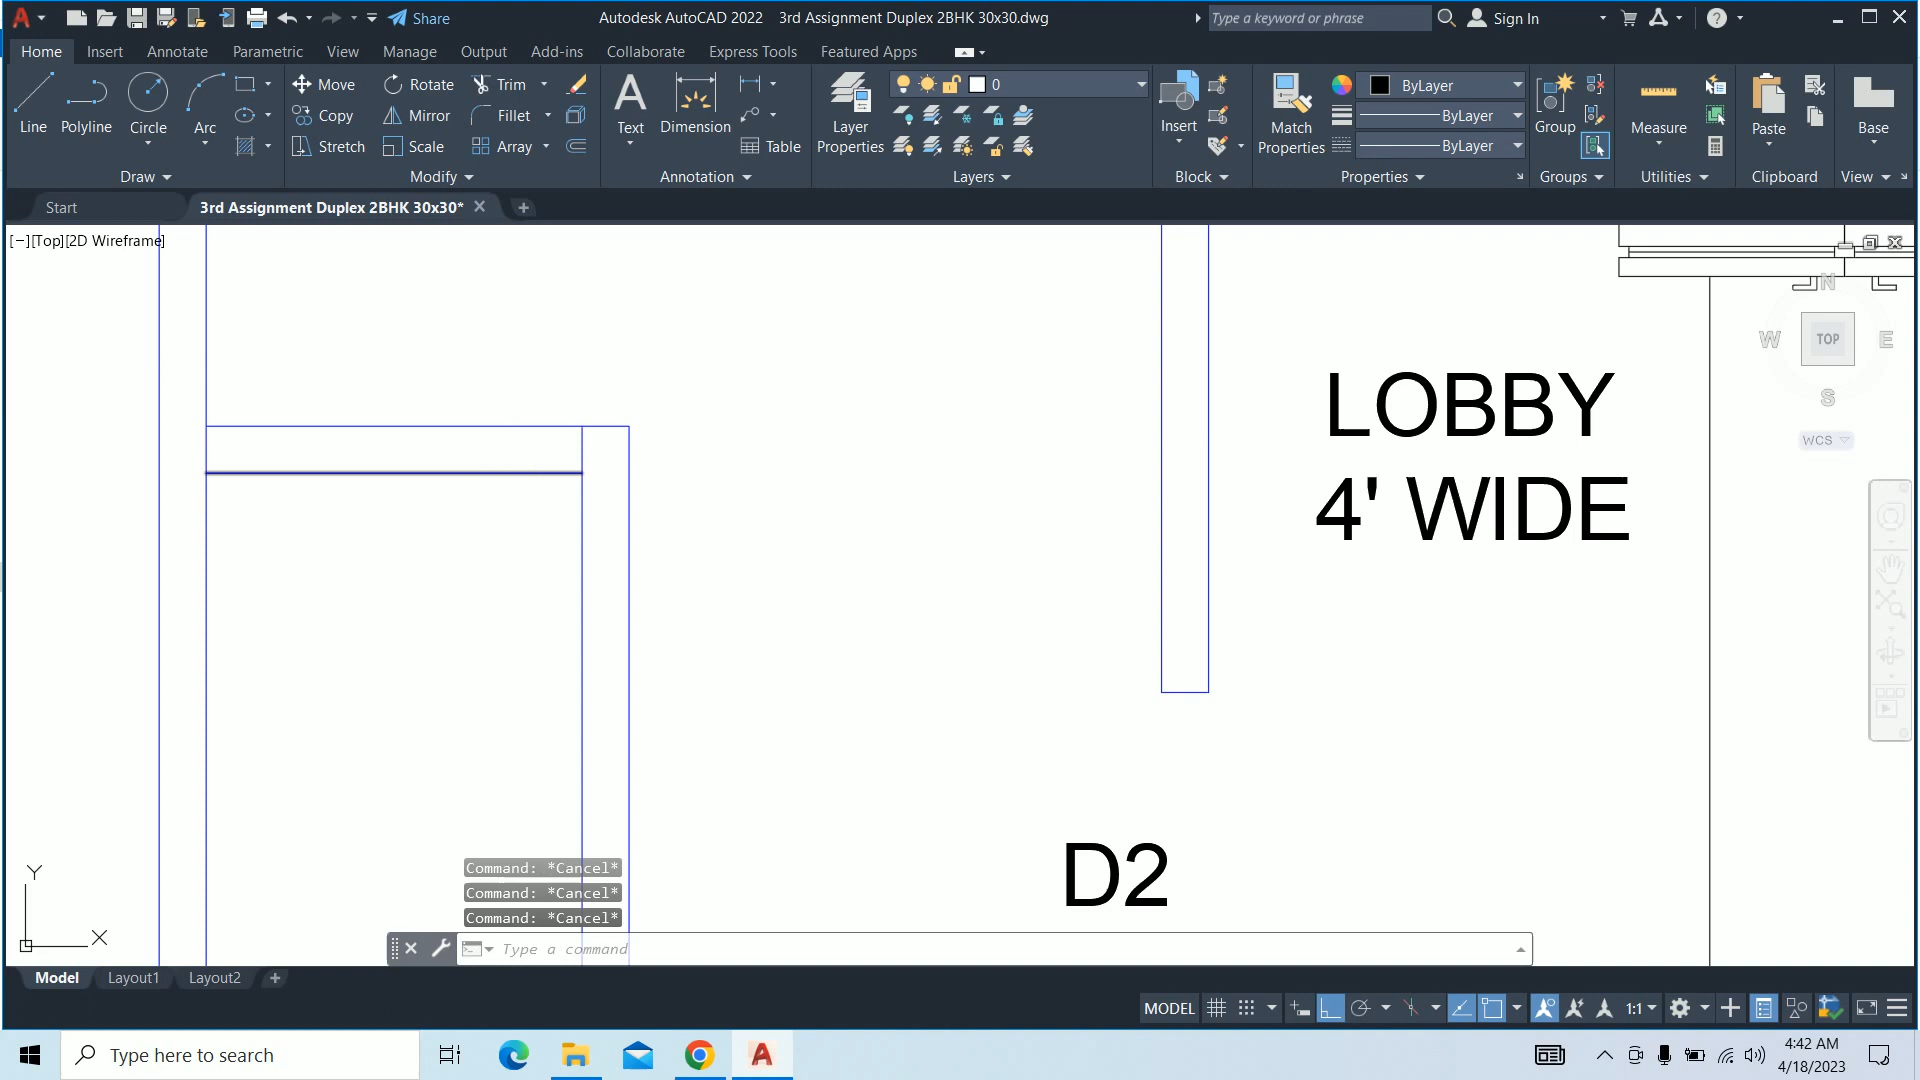 Share
Autodesk AutoCAD 2022 3rd Assignment Duplex 2BHK 30x30.dwg
Type a keyword or phrase
Sign In
Home Insert Annotate Parametric View Manage Output Add-ins Collaborate Express Tools Featured Apps
Line Polyline Circle Arc
Move Rotate Trim
Copy Mirror Fillet
Stretch Scale Array
Text Dimension Table
Layer Properties
0
Insert
Match Properties
ByLayer
ByLayer
ByLayer
Group
Measure
Paste
Base
Draw Modify Annotation Layers Block Properties Groups Utilities Clipboard View
Start
3rd Assignment Duplex 2BHK 30x30*
[−][Top][2D Wireframe]
N
W TOP E
S
WCS
LOBBY
4' WIDE
D2
Y
X
Command: *Cancel*
Command: *Cancel*
Command: *Cancel*
Type a command
Model Layout1 Layout2
MODEL 1:1
Type here to search
4:42 AM
4/18/2023